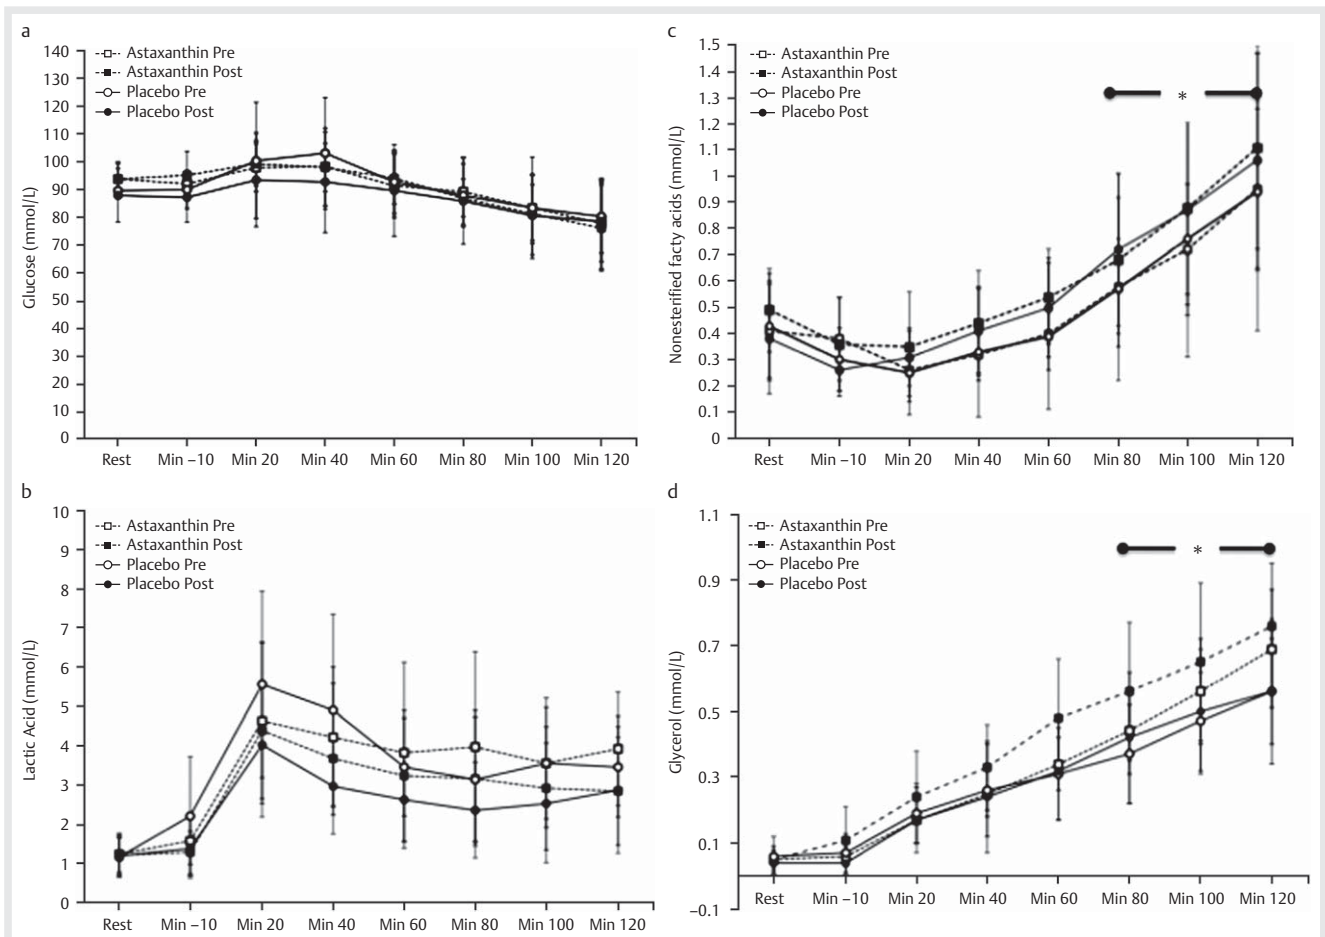 a
Astaxanthin Pre
Astaxanthin Post
Placebo Pre
Placebo Post
Glucose (mmol/L)
140
130
120
110
100
90
80
70
60
50
40
30
20
10
0
Rest Min –10 Min 20 Min 40 Min 60 Min 80 Min 100 Min 120
b
Astaxanthin Pre
Astaxanthin Post
Placebo Pre
Placebo Post
Lactic Acid (mmol/L)
10
9
8
7
6
5
4
3
2
1
0
Rest Min –10 Min 20 Min 40 Min 60 Min 80 Min 100 Min 120
c
Astaxanthin Pre
Astaxanthin Post
Placebo Pre
Placebo Post
*
Nonesterified facty acids (mmol/L)
1.5
1.4
1.3
1.2
1.1
1
0.9
0.8
0.7
0.6
0.5
0.4
0.3
0.2
0.1
0
Rest Min –10 Min 20 Min 40 Min 60 Min 80 Min 100 Min 120
d
Astaxanthin Pre
Astaxanthin Post
Placebo Pre
Placebo Post
*
Glycerol (mmol/L)
1.1
0.9
0.7
0.5
0.3
0.1
–0.1
Rest Min –10 Min 20 Min 40 Min 60 Min 80 Min 100 Min 120